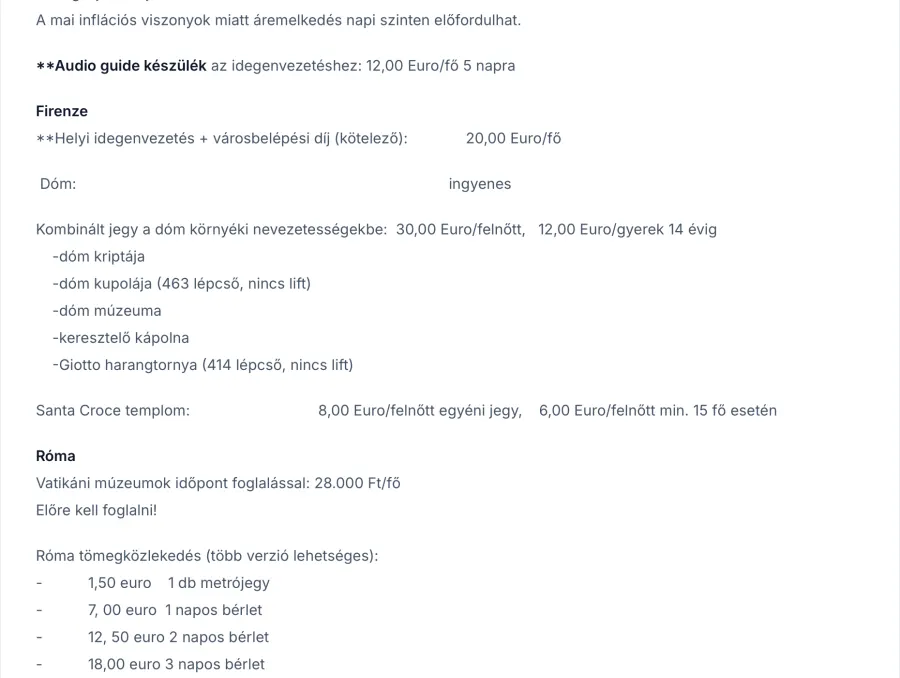 A mai inflációs viszonyok miatt áremelkedés napi szinten előfordulhat.
**Audio guide készülék az idegenvezetéshez: 12,00 Euro/fő 5 napra
Firenze
**Helyi idegenvezetés + városbelépési díj (kötelező): 20,00 Euro/fő
Dóm: ingyenes
Kombinált jegy a dóm környéki nevezetességekbe: 30,00 Euro/felnőtt, 12,00 Euro/gyerek 14 évig
-dóm kriptája
-dóm kupolája (463 lépcső, nincs lift)
-dóm múzeuma
-keresztelő kápolna
-Giotto harangtornya (414 lépcső, nincs lift)
Santa Croce templom: 8,00 Euro/felnőtt egyéni jegy, 6,00 Euro/felnőtt min. 15 fő esetén
Róma
Vatikáni múzeumok időpont foglalással: 28.000 Ft/fő
Előre kell foglalni!
Róma tömegközlekedés (több verzió lehetséges):
- 1,50 euro 1 db metrójegy
- 7, 00 euro 1 napos bérlet
- 12, 50 euro 2 napos bérlet
- 18,00 euro 3 napos bérlet